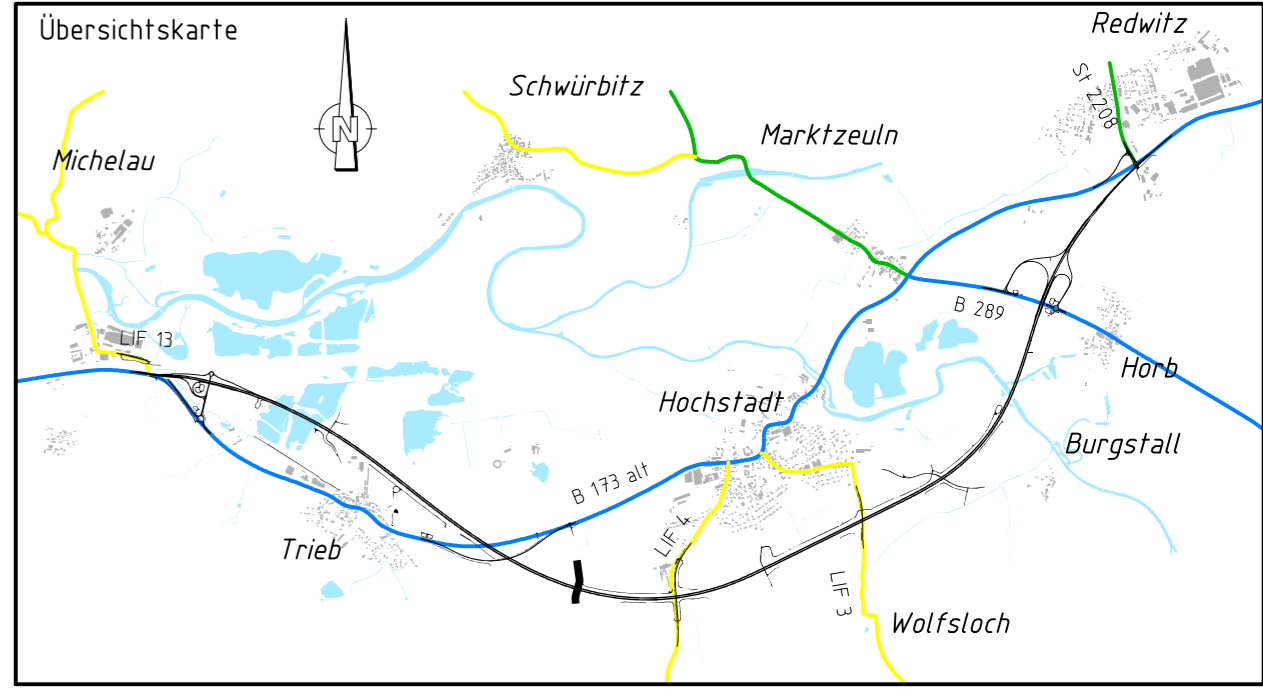 Übersichtskarte
Redwitz
St 2208
Schwürbitz
Marktzeuln
N
Michelau
B 289
LIF 13
Horb
Hochstadt
Burgstall
B 173 alt
LIF 4
Trieb
LIF 3
Wolfsloch